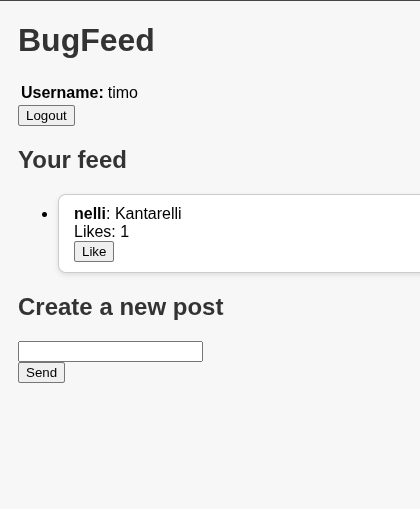 BugFeed
Username: timo
Logout
Your feed
nelli: Kantarelli
Likes: 1
Like
Create a new post
Send